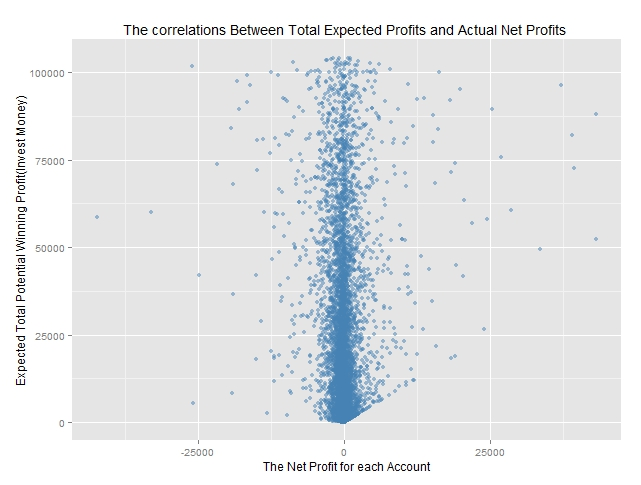 The correlations Between Total Expected Profits and Actual Net Profits
Expected Total Potential Winning Profit(Invest Money)
100000
75000
50000
25000
0
-25000
0
25000
The Net Profit for each Account